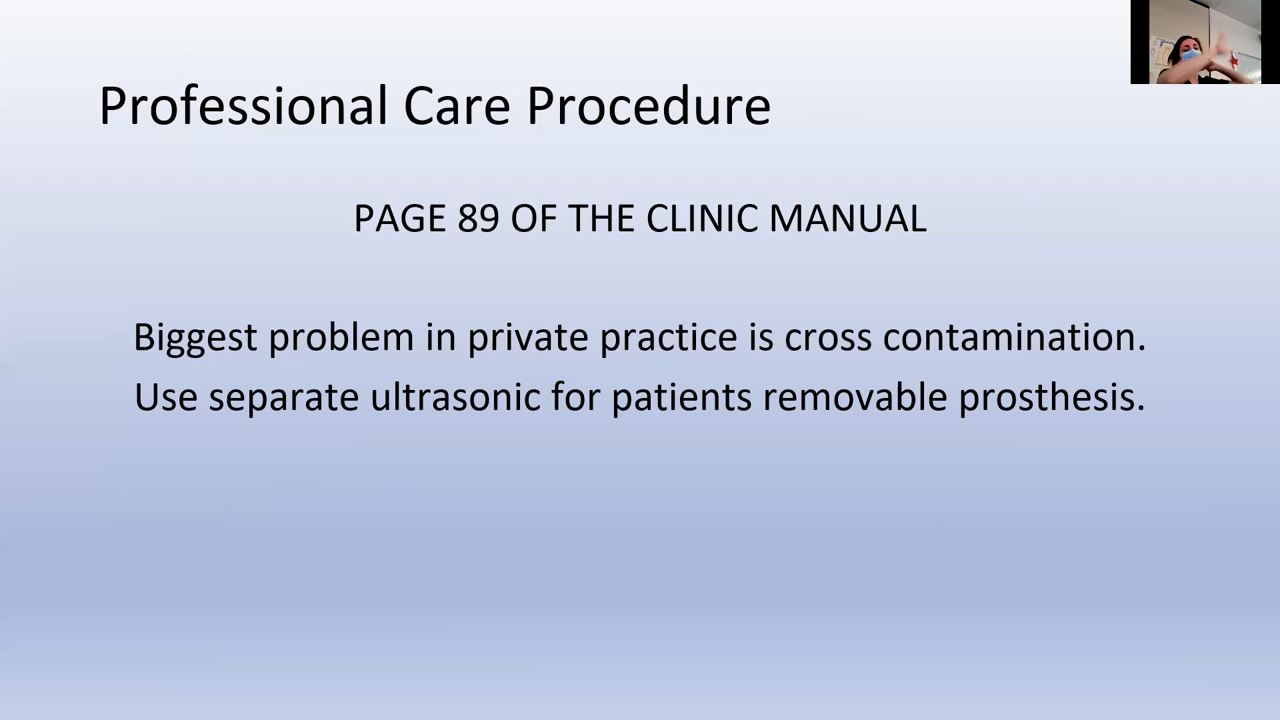 Professional Care Procedure
PAGE 89 OF THE CLINIC MANUAL
Biggest problem in private practice is cross contamination.
Use separate ultrasonic for patients removable prosthesis.